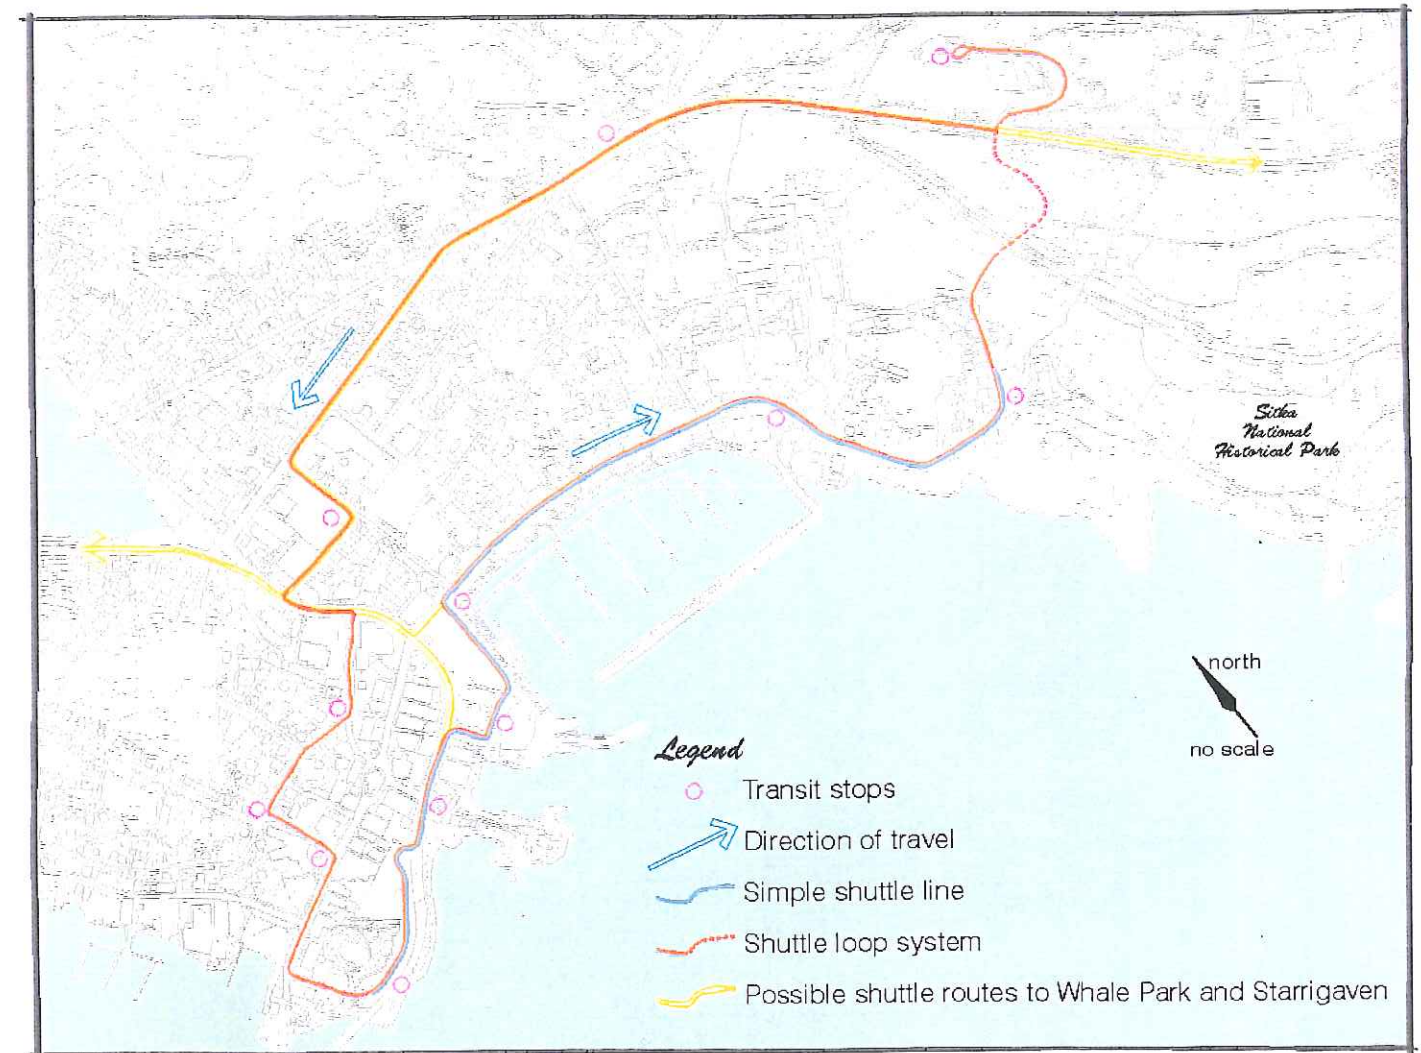 Sitka
National
Historical Park
north
no scale
Legend
Transit stops
Direction of travel
Simple shuttle line
Shuttle loop system
Possible shuttle routes to Whale Park and Starrigaven